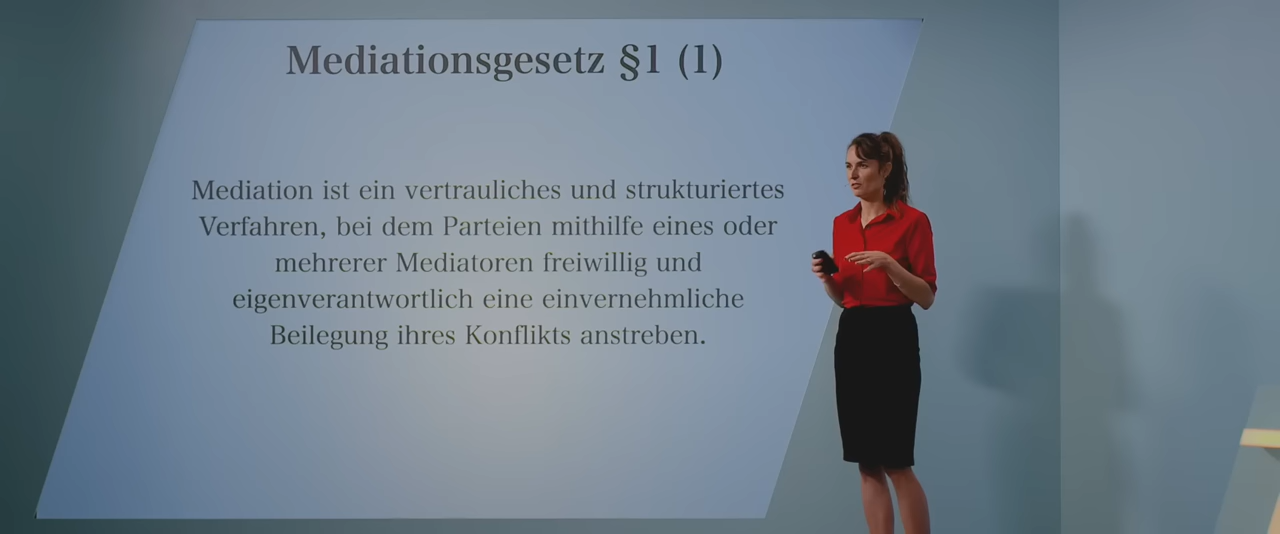 Mediationsgesetz §1 (1)
Mediation ist ein vertrauliches und strukturiertes
Verfahren, bei dem Parteien mithilfe eines oder
mehrerer Mediatoren freiwillig und
eigenverantwortlich eine einvernehmliche
Beilegung ihres Konflikts anstreben.